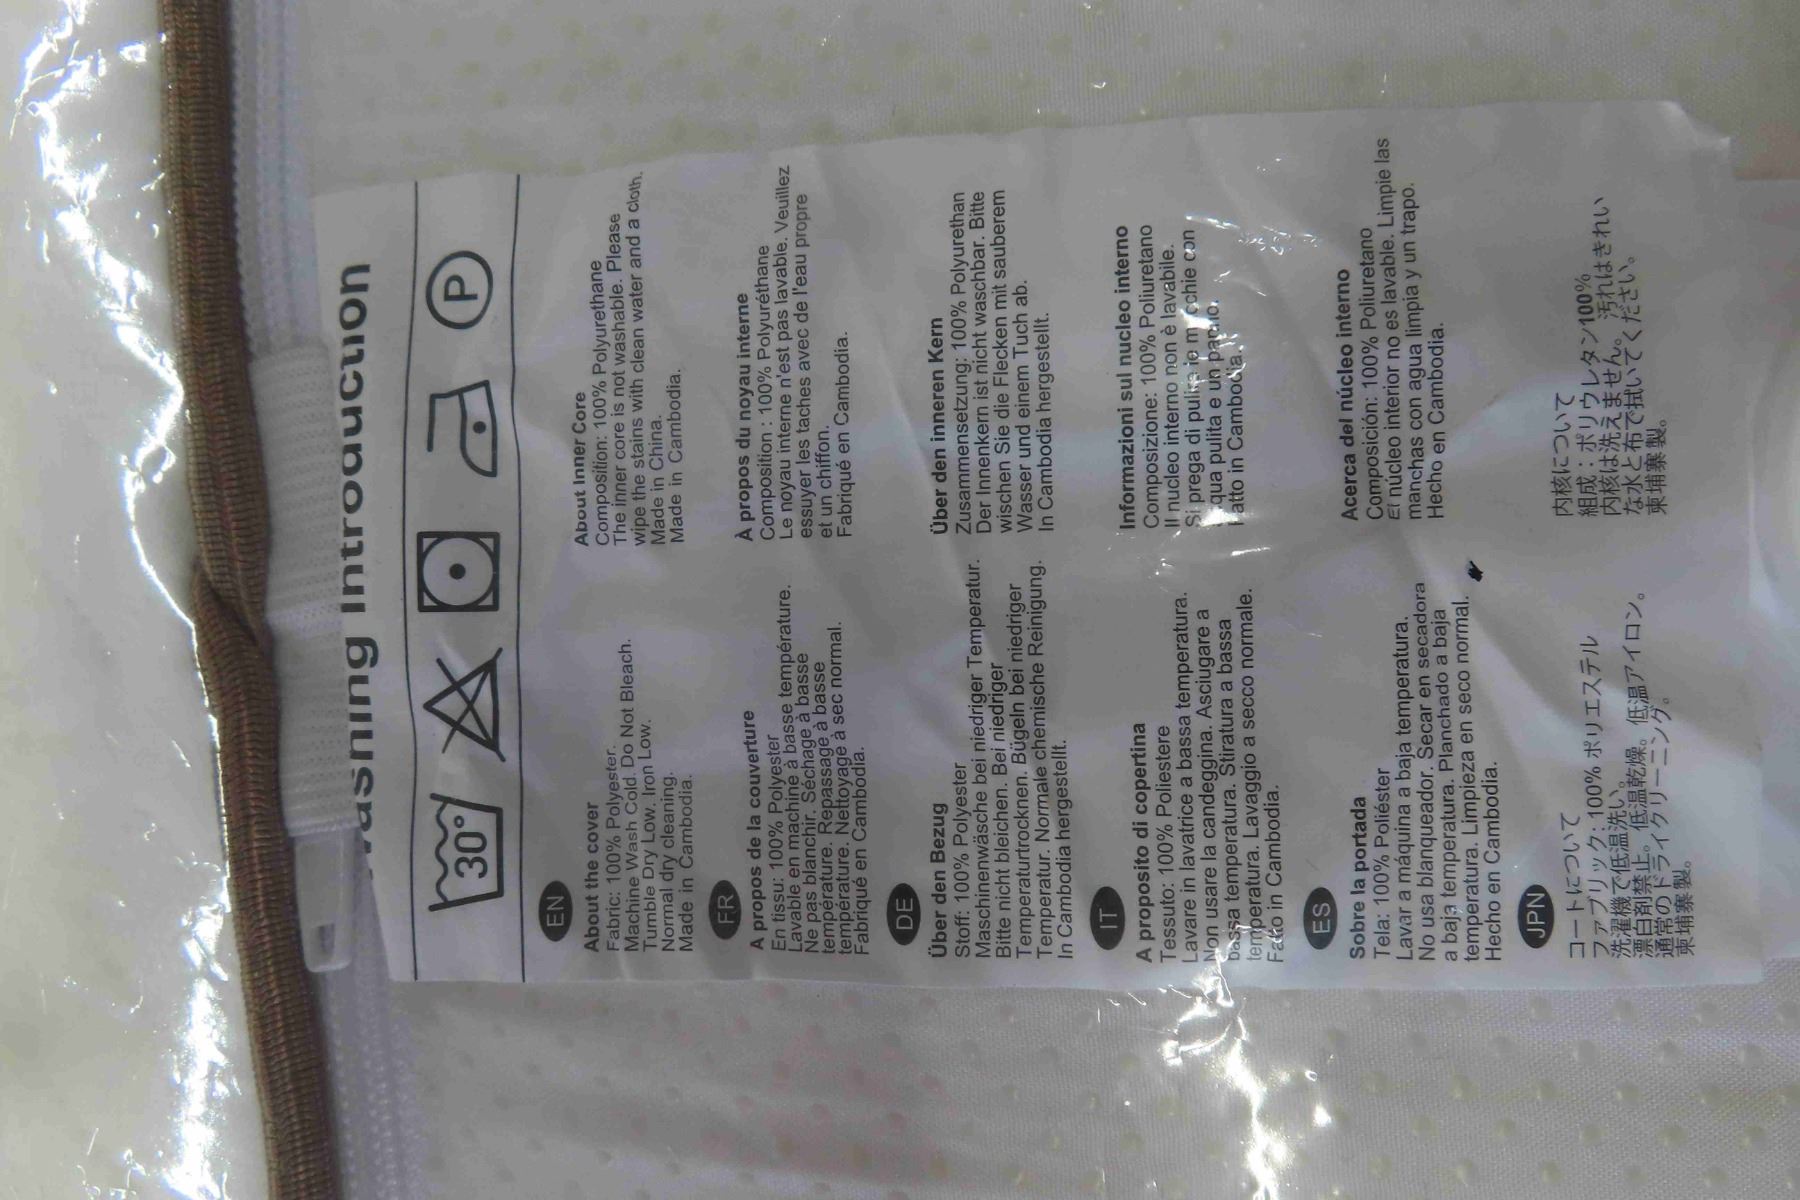 Washing Introduction
30°
P
EN
About the cover
Fabric: 100% Polyester.
Machine Wash Cold. Do Not Bleach.
Tumble Dry Low. Iron Low.
Normal dry cleaning.
Made in Cambodia.
About Inner Core
Composition: 100% Polyurethane
The inner core is not washable. Please
wipe the stains with clean water and a cloth.
Made in China.
Made in Cambodia.
FR
A propos de la couverture
En tissu: 100% Polyester
Lavable en machine à basse température.
Ne pas blanchir. Séchage à basse
température. Repassage à basse
température. Nettoyage à sec normal.
Fabriqué en Cambodia.
À propos du noyau interne
Composition : 100% Polyuréthane
Le noyau interne n'est pas lavable. Veuillez
essuyer les taches avec de l'eau propre
et un chiffon.
Fabriqué en Cambodia.
DE
Über den Bezug
Stoff: 100% Polyester
Maschinenwäsche bei niedriger Temperatur.
Bitte nicht bleichen. Bei niedriger
Temperaturtrocknen. Bügeln bei niedriger
Temperatur. Normale chemische Reinigung.
In Cambodia hergestellt.
Über den inneren Kern
Zusammensetzung: 100% Polyurethan
Der Innenkern ist nicht waschbar. Bitte
wischen Sie die Flecken mit sauberem
Wasser und einem Tuch ab.
In Cambodia hergestellt.
IT
A proposito di copertina
Tessuto: 100% Poliestere
Lavare in lavatrice a bassa temperatura.
Non usare la candeggina. Asciugare a
bassa temperatura. Stiratura a bassa
temperatura. Lavaggio a secco normale.
Fatto in Cambodia.
Informazioni sul nucleo interno
Composizione: 100% Poliuretano
Il nucleo interno non è lavabile.
Si prega di pulire le macchie con
acqua pulita e un panno.
Fatto in Cambodia.
ES
Sobre la portada
Tela: 100% Poliéster
Lavar a máquina a baja temperatura.
No usa blanqueador. Secar en secadora
a baja temperatura. Planchado a baja
temperatura. Limpieza en seco normal.
Hecho en Cambodia.
Acerca del núcleo interno
Composición: 100% Poliuretano
El núcleo interior no es lavable. Limpie las
manchas con agua limpia y un trapo.
Hecho en Cambodia.
JPN
コートについて
ファブリック: 100% ポリエステル
洗濯機で低温洗い。
漂白剤禁止。低温乾燥。低温アイロン。
通常のドライクリーニング。
柬埔寨製。
内核について
組成：ポリウレタン100%
内核は洗えません。汚れはきれい
な水と布で拭いてください。
柬埔寨製。